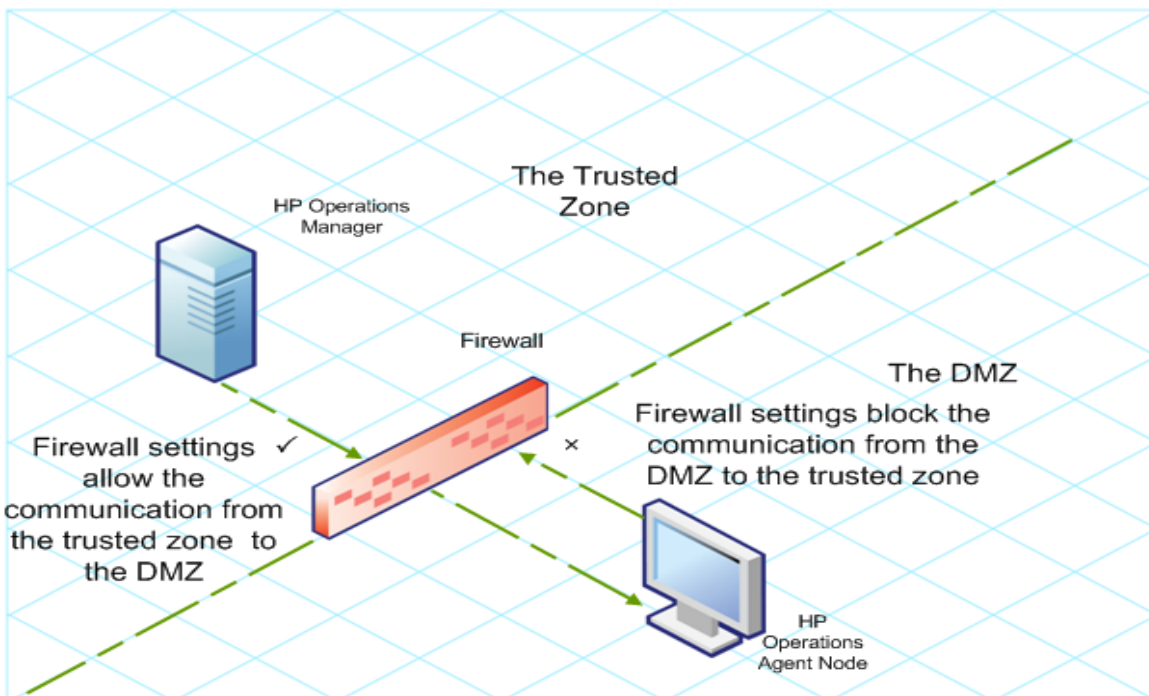 The Trusted
Zone
HP Operations
Manager
Firewall
The DMZ
Firewall settings block the
communication from the
DMZ to the trusted zone
Firewall settings ✓
allow the
communication from
the trusted zone to
the DMZ
×
HP
Operations
Agent Node